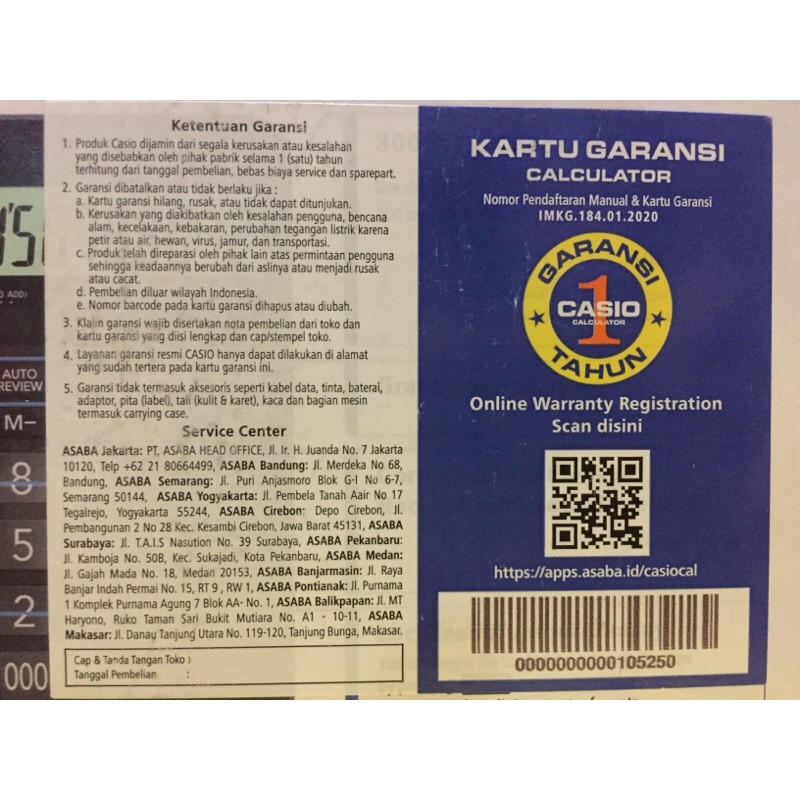 Ketentuan Garansi
1. Produk Casio dijamin dari segala kerusakan atau kesalahan
yang disebabkan oleh pihak pabrik selama 1 (satu) tahun
terhitung dari tanggal pembelian, bebas biaya service dan sparepart.
2. Garansi dibatalkan atau tidak berlaku jika :
a. Kartu garansi hilang, rusak, atau tidak dapat ditunjukan.
b. Kerusakan yang diakibatkan oleh kesalahan pengguna, bencana
alam, kecelakaan, kebakaran, perubahan tegangan listrik karena
petir atau air, hewan, virus, jamur, dan transportasi.
c. Produk telah direparasi oleh pihak lain atas permintaan pengguna
sehingga keadaannya berubah dari aslinya atau menjadi rusak
atau cacat.
d. Pembelian diluar wilayah Indonesia.
e. Nomor barcode pada kartu garansi dihapus atau diubah.
3. Klaim garansi wajib disertakan nota pembelian dari toko dan
kartu garansi yang diisi lengkap dan cap/stempel toko.
4. Layanan garansi resmi CASIO hanya dapat dilakukan di alamat
yang sudah tertera pada kartu garansi ini.
5. Garansi tidak termasuk aksesoris seperti kabel data, tinta, baterai,
adaptor, pita (label), tali (kulit & karet), kaca dan bagian mesin
termasuk carrying case.
Service Center
ASABA Jakarta: PT. ASABA HEAD OFFICE, Jl. Ir. H. Juanda No. 7 Jakarta
10120, Telp +62 21 80664499, ASABA Bandung: Jl. Merdeka No 68,
Bandung, ASABA Semarang: Jl. Puri Anjasmoro Blok G-I No 6-7,
Semarang 50144, ASABA Yogyakarta: Jl. Pembela Tanah Aair No 17
Tegalrejo, Yogyakarta 55244, ASABA Cirebon: Depo Cirebon, Jl
Pembangunan 2 No 28 Kec. Kesambi Cirebon, Jawa Barat 45131, ASABA
Surabaya: Jl. T.A.I.S Nasution No. 39 Surabaya, ASABA Pekanbaru:
Jl. Kamboja No. 50B, Kec. Sukajadi, Kota Pekanbaru, ASABA Medan:
Jl. Gajah Mada No. 18, Medan 20153, ASABA Banjarmasin: Jl. Raya
Banjar Indah Permai No. 15, RT 9 , RW 1, ASABA Pontianak: Jl. Purnama
1 Komplek Purnama Agung 7 Blok AA- No. 1, ASABA Balikpapan: Jl. MT
Haryono, Ruko Taman Sari Bukit Mutiara No. A1 - 10-11, ASABA
Makasar: Jl. Danay Tanjung Utara No. 119-120, Tanjung Bunga, Makasar.
Cap & Tanda Tangan Toko :
Tanggal Pembelian :
KARTU GARANSI
CALCULATOR
Nomor Pendaftaran Manual & Kartu Garansi
IMKG.184.01.2020
GARANSI
1
CASIO
CALCULATOR
TAHUN
Online Warranty Registration
Scan disini
https://apps.asaba.id/casiocal
0000000000105250
AUTO
REVIEW
M-
8
5
2
000